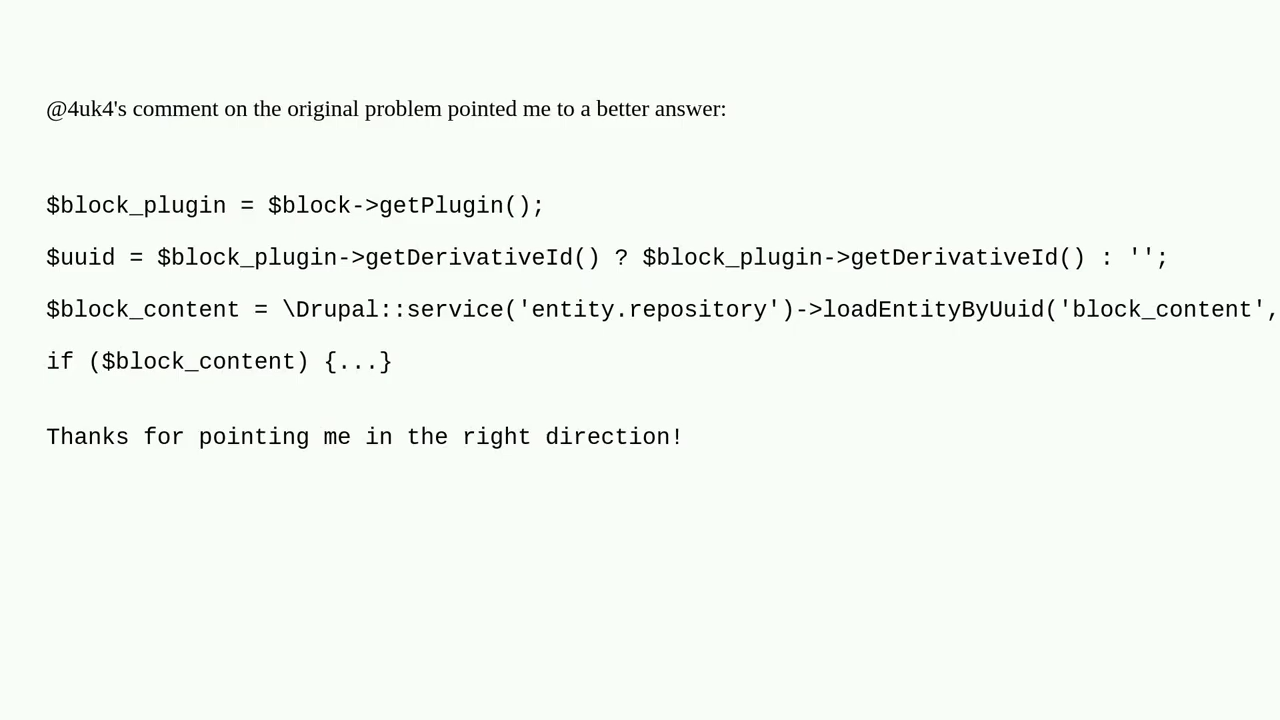 @4uk4's comment on the original problem pointed me to a better answer:
$block_plugin = $block->getPlugin();
$uuid = $block_plugin->getDerivativeId() ? $block_plugin->getDerivativeId() : '';
$block_content = \Drupal::service('entity.repository')->loadEntityByUuid('block_content',
if ($block_content) {...}
Thanks for pointing me in the right direction!